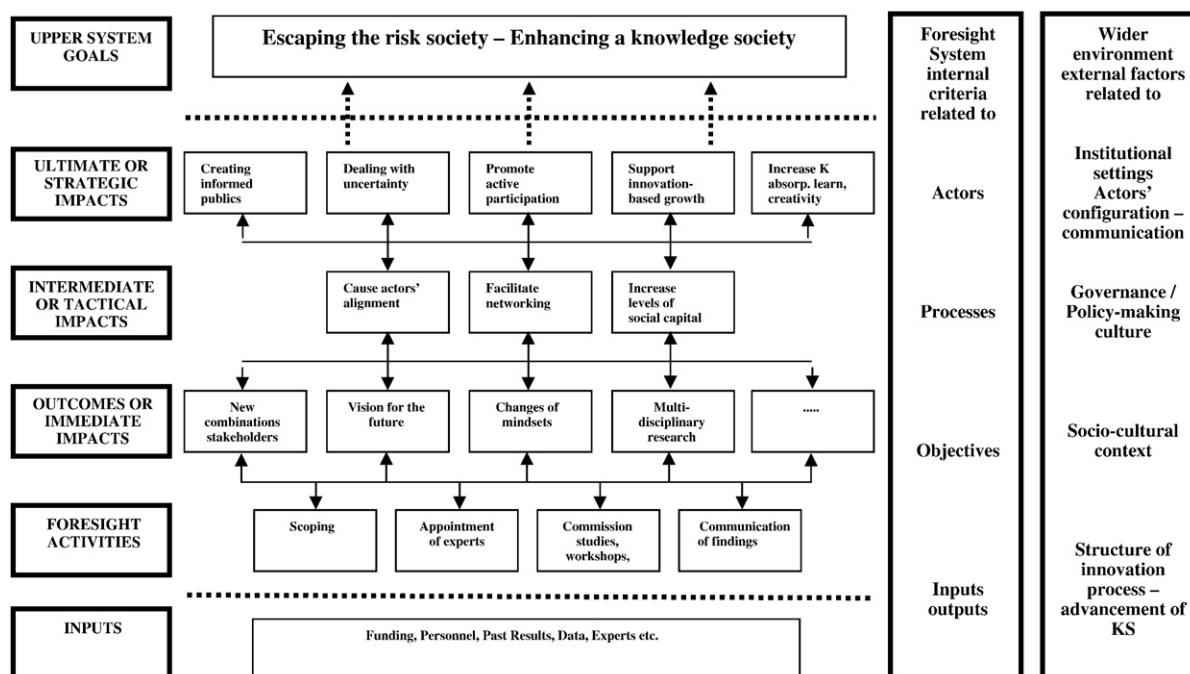 UPPER SYSTEM
GOALS
Escaping the risk society – Enhancing a knowledge society
ULTIMATE OR
STRATEGIC
IMPACTS
Creating
informed
publics
Dealing with
uncertainty
Promote
active
participation
Support
innovation-
based growth
Increase K
absorp. learn,
creativity
INTERMEDIATE
OR TACTICAL
IMPACTS
Cause actors'
alignment
Facilitate
networking
Increase
levels of
social capital
OUTCOMES OR
IMMEDIATE
IMPACTS
New
combinations
stakeholders
Vision for the
future
Changes of
mindsets
Multi-
disciplinary
research
.....
FORESIGHT
ACTIVITIES
Scoping
Appointment
of experts
Commission
studies,
workshops,
Communication
of findings
INPUTS
Funding, Personnel, Past Results, Data, Experts etc.
Foresight
System
internal
criteria
related to
Actors
Processes
Objectives
Inputs
outputs
Wider
environment
external factors
related to
Institutional
settings
Actors'
configuration –
communication
Governance /
Policy-making
culture
Socio-cultural
context
Structure of
innovation
process –
advancement of
KS